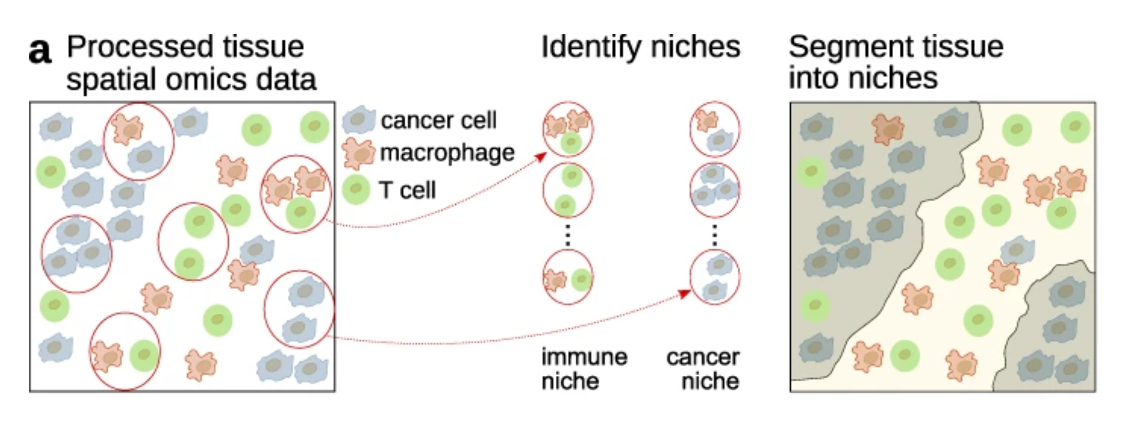 a Processed tissue
spatial omics data
cancer cell
macrophage
T cell
Identify niches
immune
niche
cancer
niche
Segment tissue
into niches